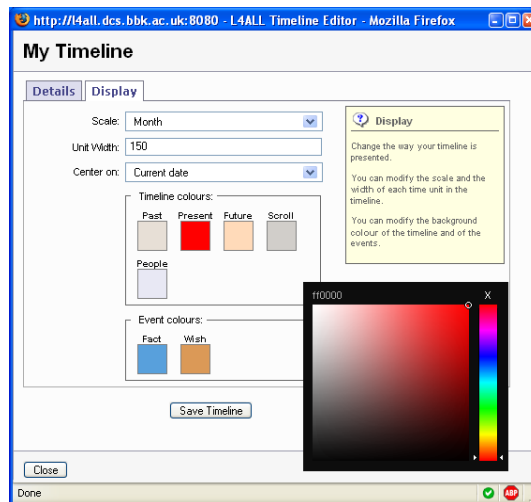 http://l4all.dcs.bbk.ac.uk:8080 - L4ALL Timeline Editor - Mozilla Firefox
My Timeline
Details Display
Scale: Month
Unit Width: 150
Center on: Current date
Timeline colours:
Past Present Future Scroll
People
Event colours:
Fact Wish
Save Timeline
? Display
Change the way your timeline is
presented.
You can modify the scale and the
width of each time unit in the
timeline.
You can modify the background
colour of the timeline and of the
events.
ff0000 X
Close
Done
ABP